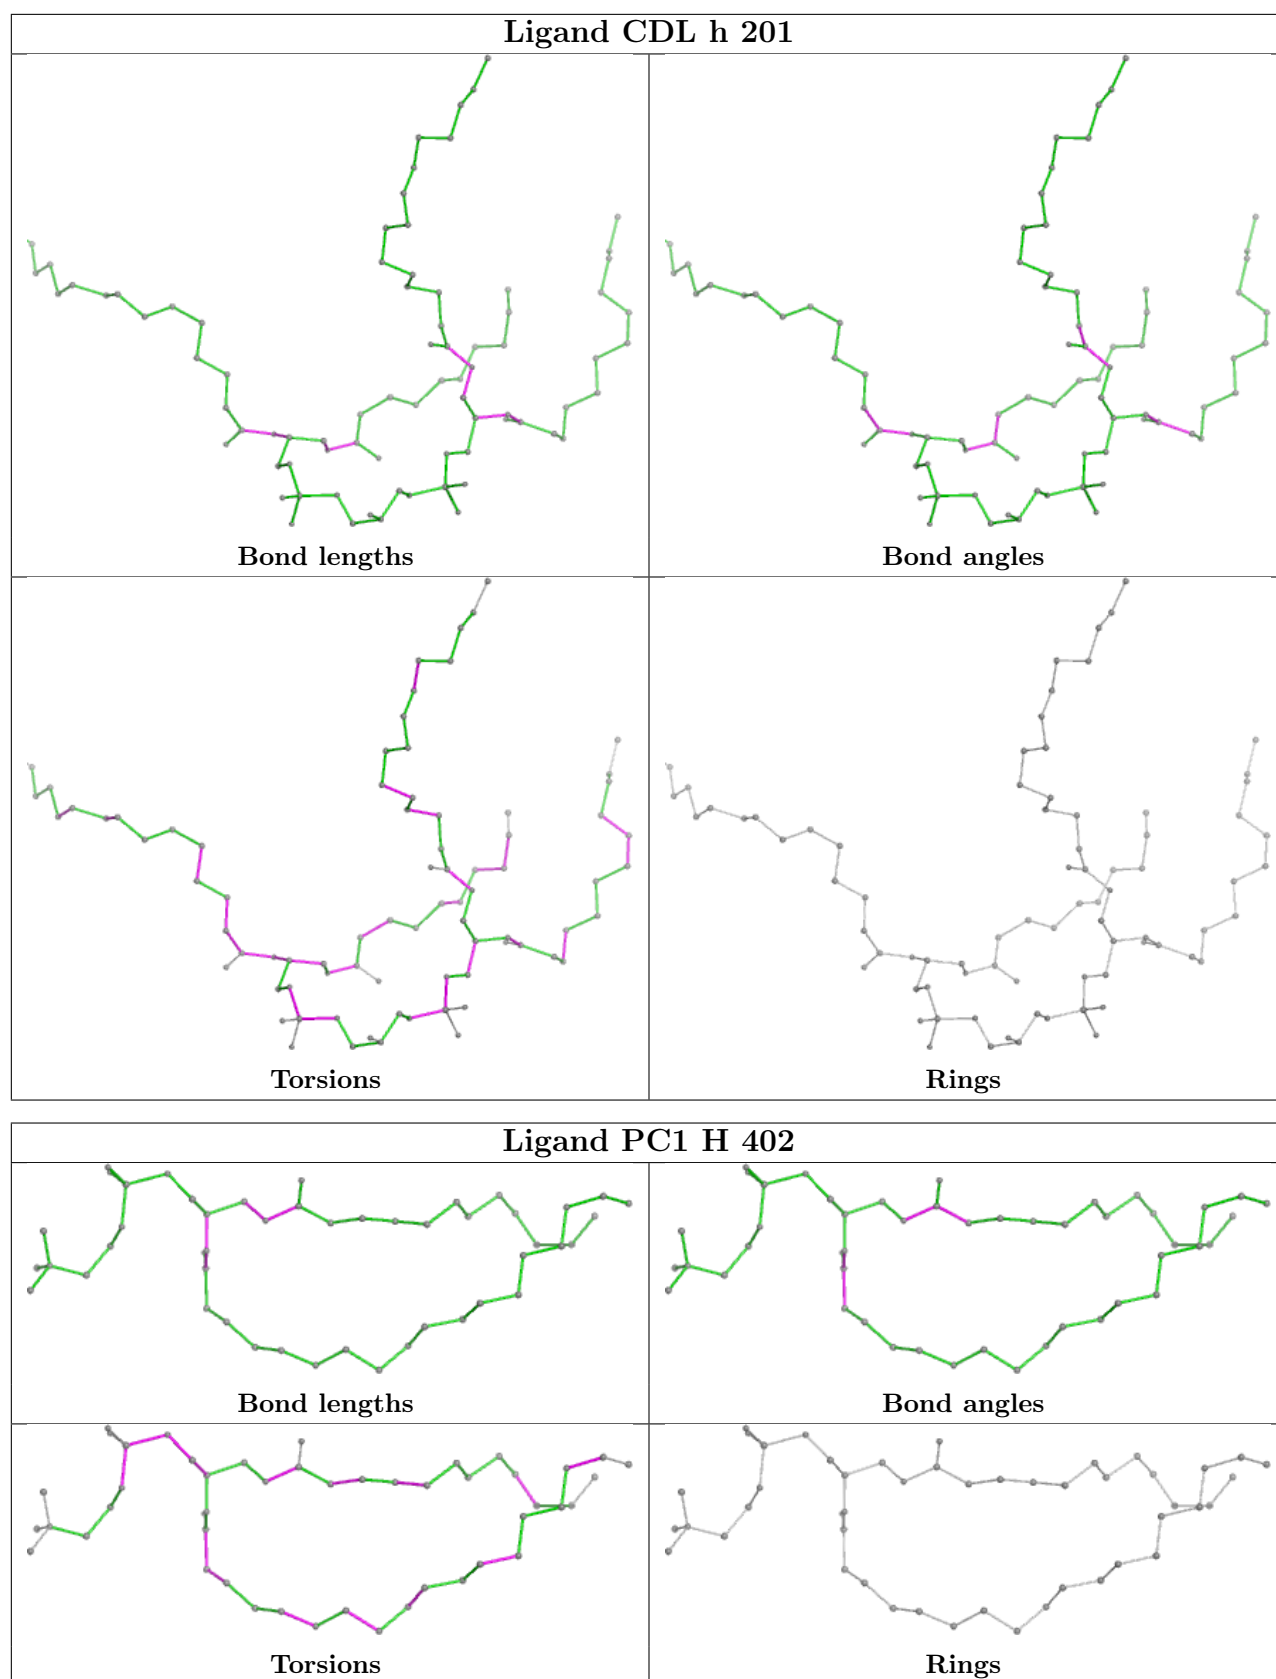 Ligand CDL h 201
Bond lengths
Bond angles
Torsions
Rings
Ligand PC1 H 402
Bond lengths
Bond angles
Torsions
Rings